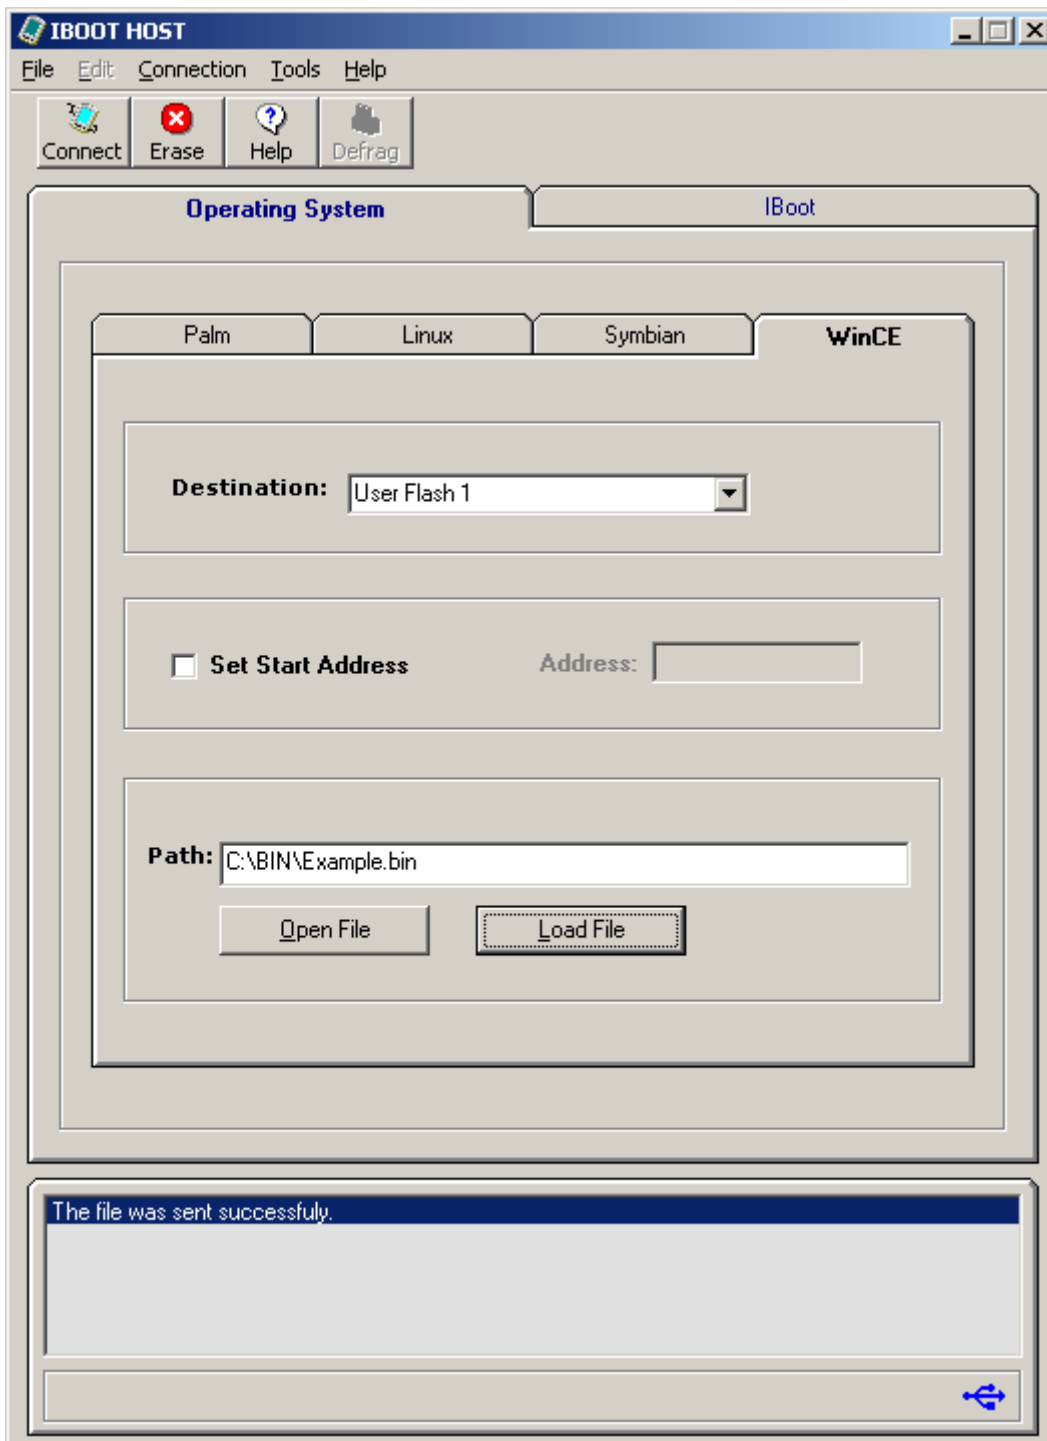 IBOOT HOST
File Edit Connection Tools Help
Connect Erase Help Defrag
Operating System IBoot
Palm Linux Symbian WinCE
Destination: User Flash 1
Set Start Address Address:
Path: C:\BIN\Example.bin
Open File Load File
The file was sent successfuly.